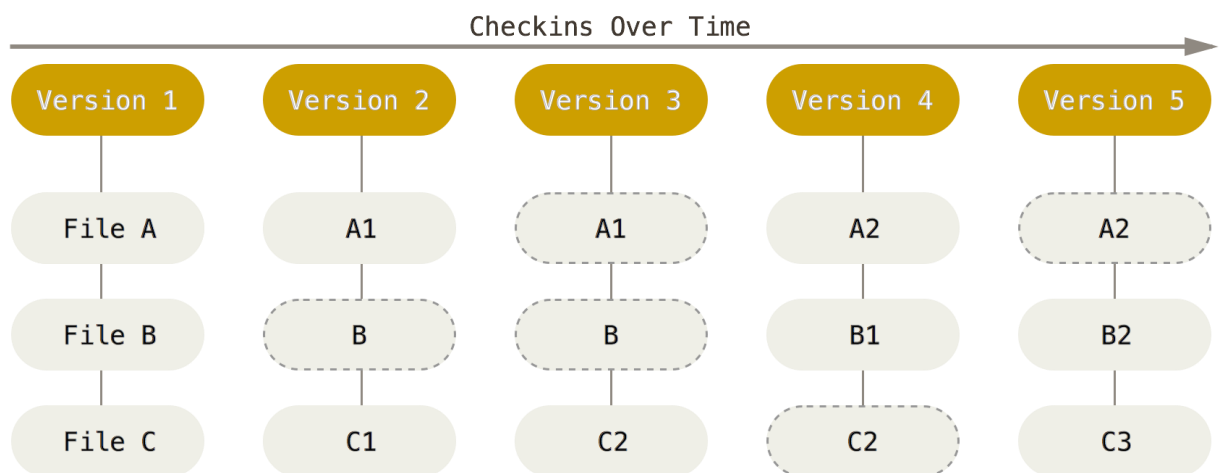 Checkins Over Time
Version 1 Version 2 Version 3 Version 4 Version 5
File A A1 A1 A2 A2
File B B B B1 B2
File C C1 C2 C2 C3